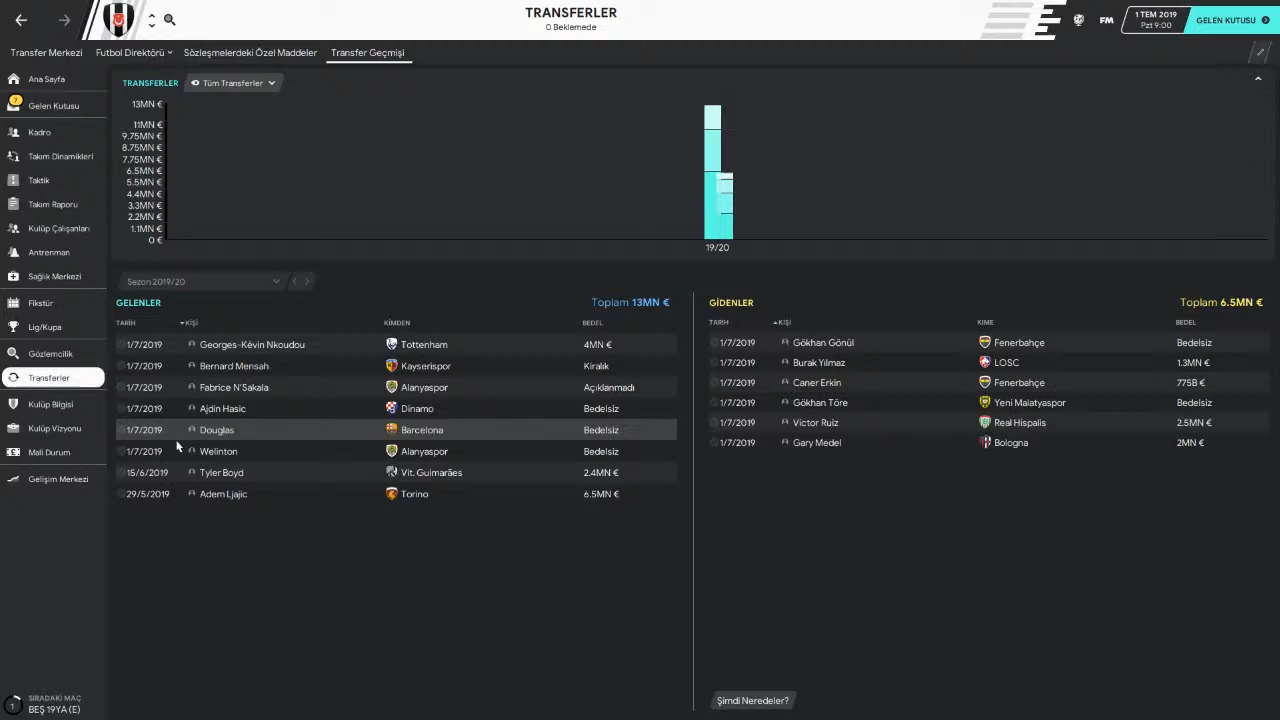 TRANSFERLER
0 Beklemede
FM
1 TEM 2019
Pzt 9:00
GELEN KUTUSU
Transfer Merkezi
Futbol Direktörü
Sözleşmelerdeki Özel Maddeler
Transfer Geçmişi
Ana Sayfa
7
Gelen Kutusu
Kadro
Takım Dinamikleri
Taktik
Takım Raporu
Kulüp Çalışanları
Antrenman
Sağlık Merkezi
Fikstür
Lig/Kupa
Gözlemcilik
Transferler
Kulüp Bilgisi
Kulüp Vizyonu
Mali Durum
Gelişim Merkezi
1
SIRADAKİ MAÇ
BEŞ 19YA (E)
TRANSFERLER
Tüm Transferler
13MN €
11MN €
9.75MN €
8.75MN €
7.75MN €
6.5MN €
5.5MN €
4.4MN €
3.3MN €
2.2MN €
1.1MN €
0 €
19/20
Sezon 2019/20
GELENLER Toplam 13MN €
TARİH KİŞİ KİMDEN BEDEL
1/7/2019 Georges-Kévin Nkoudou Tottenham 4MN €
1/7/2019 Bernard Mensah Kayserispor Kiralık
1/7/2019 Fabrice N'Sakala Alanyaspor Açıklanmadı
1/7/2019 Ajdin Hasic Dinamo Bedelsiz
1/7/2019 Douglas Barcelona Bedelsiz
1/7/2019 Welinton Alanyaspor Bedelsiz
15/6/2019 Tyler Boyd Vit. Guimarães 2.4MN €
29/5/2019 Adem Ljajic Torino 6.5MN €
GİDENLER Toplam 6.5MN €
TARİH KİŞİ KIME BEDEL
1/7/2019 Gökhan Gönül Fenerbahçe Bedelsiz
1/7/2019 Burak Yılmaz LOSC 1.3MN €
1/7/2019 Caner Erkin Fenerbahçe 775B €
1/7/2019 Gökhan Töre Yeni Malatyaspor Bedelsiz
1/7/2019 Victor Ruiz Real Hispalis 2.5MN €
1/7/2019 Gary Medel Bologna 2MN €
Şimdi Neredeler?